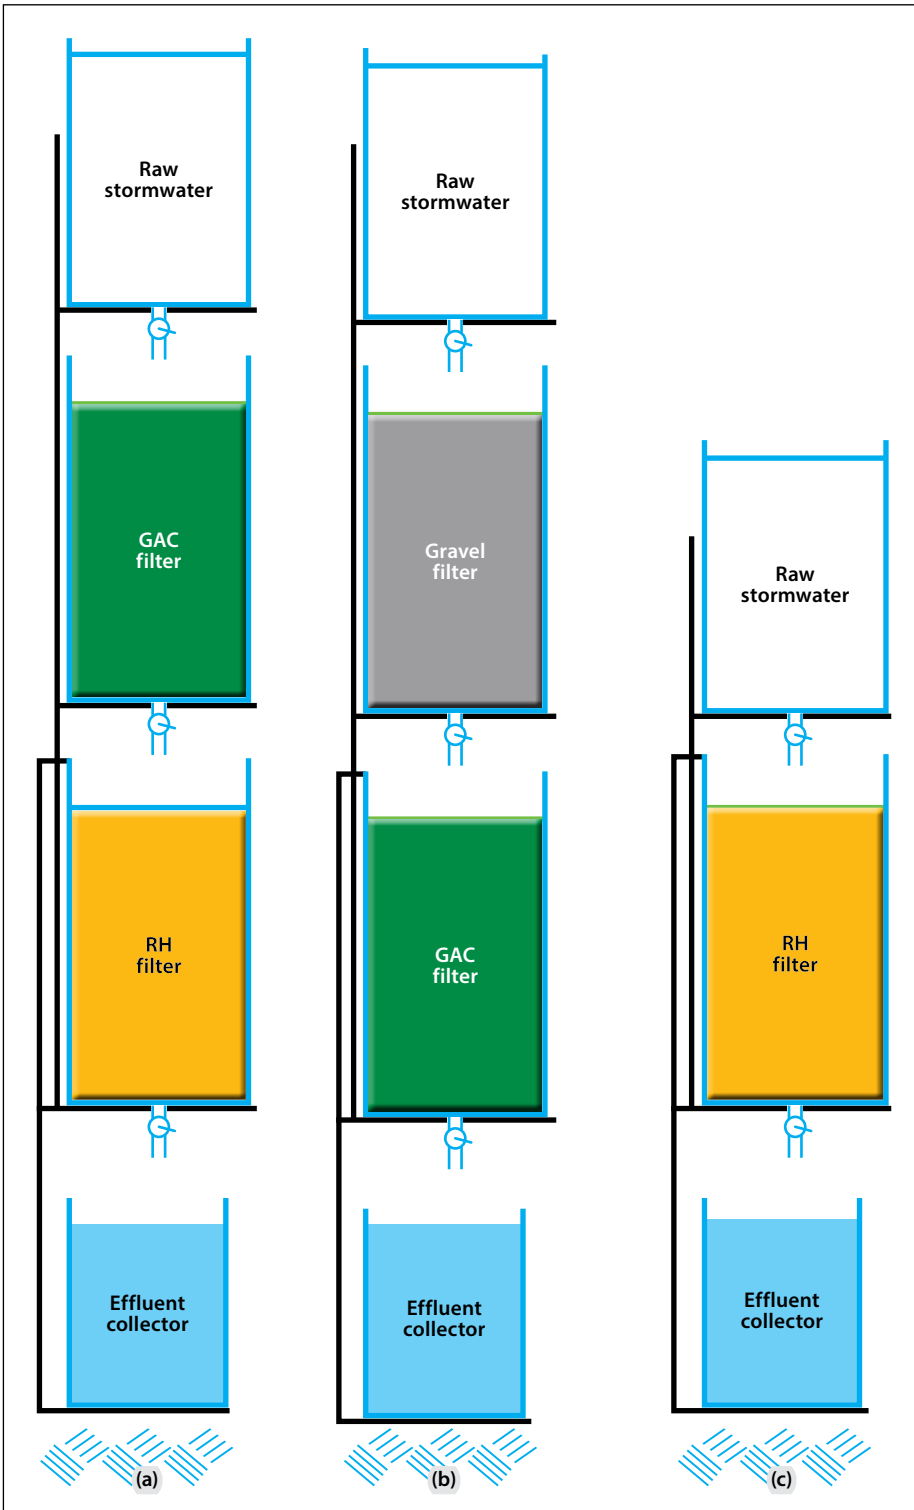 Raw
stormwater
GAC
filter
RH
filter
Effluent
collector
(a)
Raw
stormwater
Gravel
filter
GAC
filter
Effluent
collector
(b)
Raw
stormwater
RH
filter
Effluent
collector
(c)